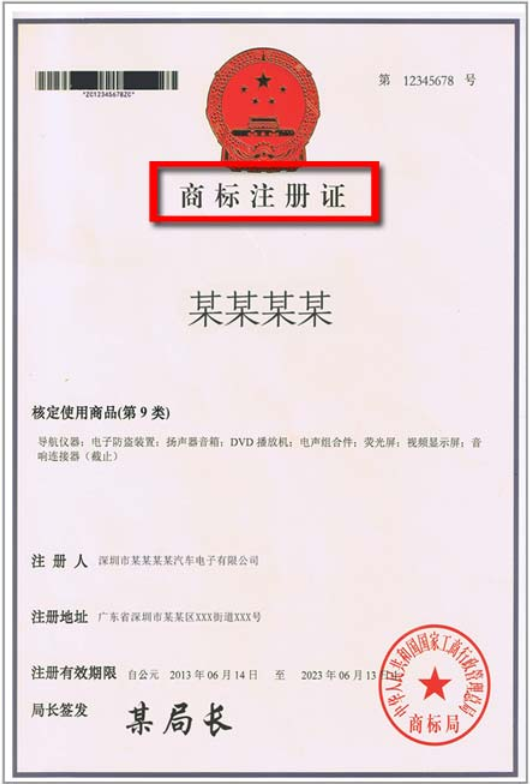 第 12345678 号
*ZC12345678ZC*
商标注册证
某某某某
核定使用商品(第 9 类)
导航仪器；电子防盗装置；扬声器音箱；DVD 播放机；电声组合件；荧光屏；视频显示屏；音
响连接器（截止）
注 册 人 深圳市某某某某汽车电子有限公司
注册地址 广东省深圳市某某区XXX街道XXX号
注册有效期限 自公元 2013 年 06 月 14 日 至 2023 年 06 月 13 日
局长签发 某局长
中华人民共和国国家工商行政管理总局
商标局